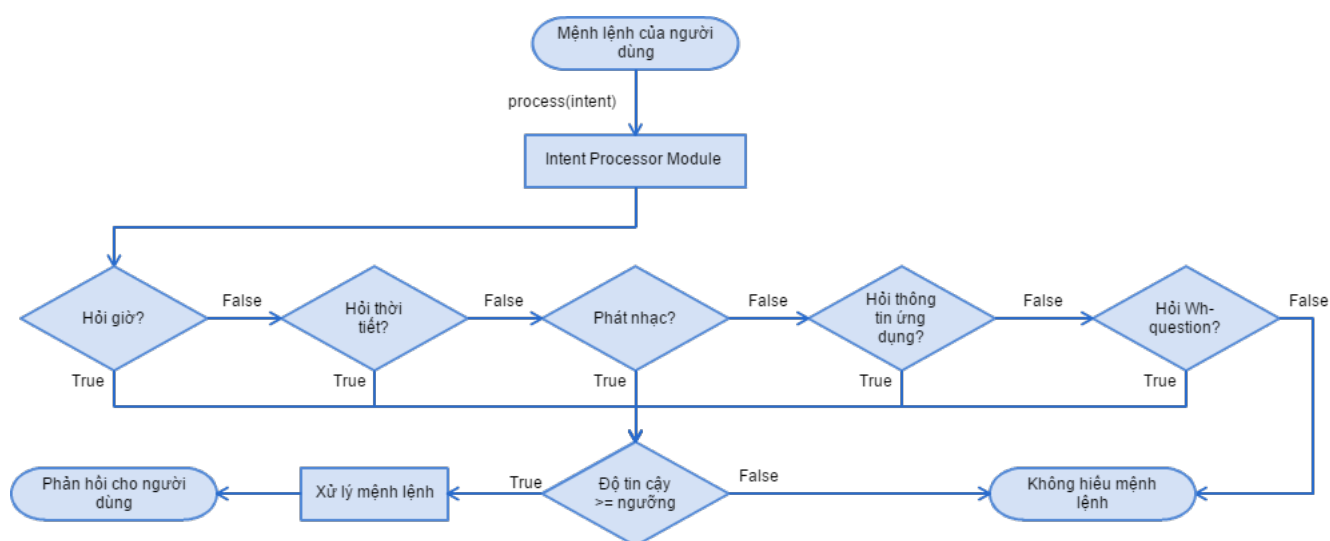 Mệnh lệnh của người
dùng
process(intent)
Intent Processor Module
Hỏi giờ?
False
Hỏi thời
tiết?
False
Phát nhạc?
False
Hỏi thông
tin ứng
dụng?
False
Hỏi Wh-
question?
False
True
True
True
True
True
Phản hồi cho người
dùng
Xử lý mệnh lệnh
True
Độ tin cậy
>= ngưỡng
False
Không hiểu mệnh
lệnh